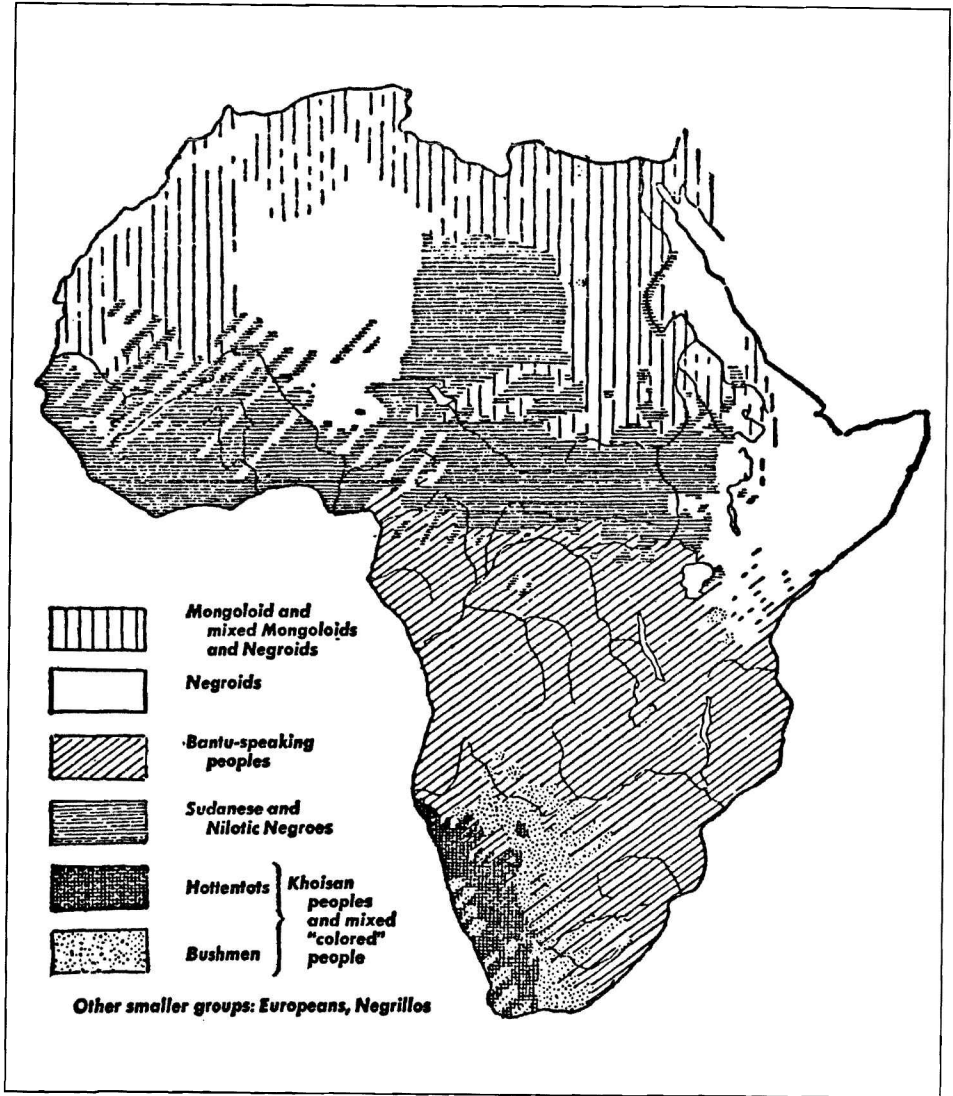 Mongoloid and
mixed Mongoloids
and Negroids
Negroids
Bantu-speaking
peoples
Sudanese and
Nilotic Negroes
Hottentots
Bushmen
Khoisan
peoples
and mixed
"colored"
people
Other smaller groups: Europeans, Negrillos